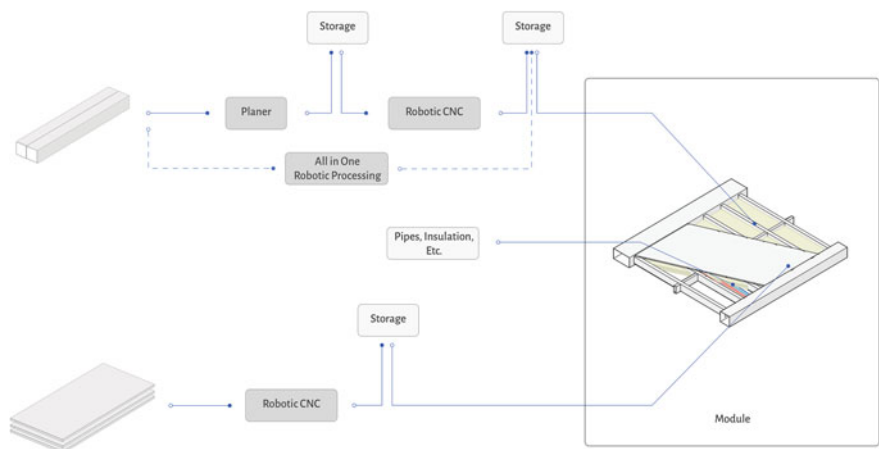 Storage
Storage
Planer
Robotic CNC
All in One
Robotic Processing
Pipes, Insulation,
Etc.
Storage
Robotic CNC
Module